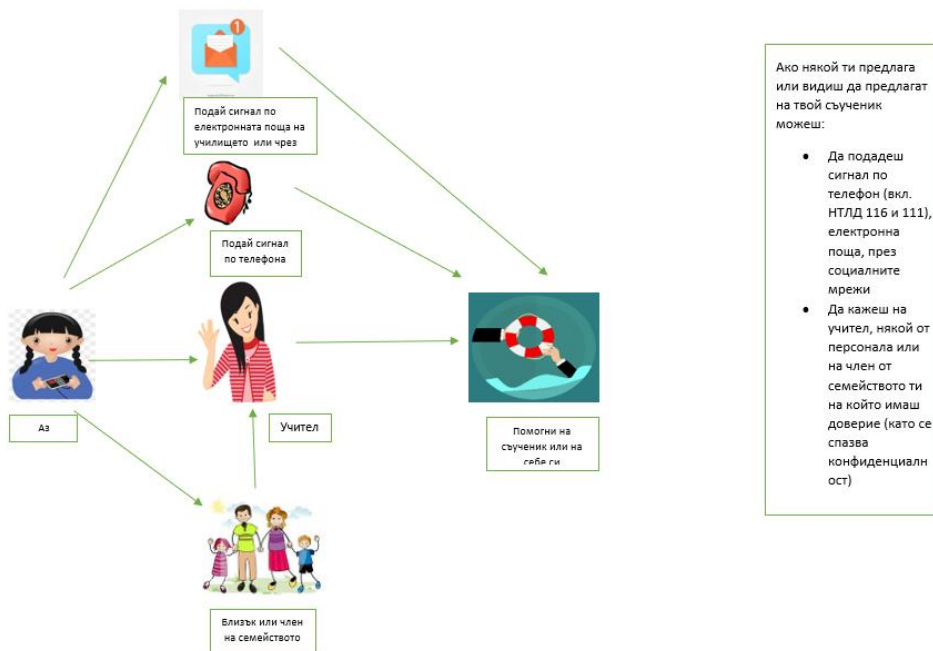 1
Подай сигнал по
електронната поща на
училището или чрез
Подай сигнал
по телефона
Аз
Учител
Помогни на
съученик или на
себе си
Близък или член
на семейството
Ако някой ти предлага
или видиш да предлагат
на твой съученик
можеш:
• Да подадеш
сигнал по
телефон (вкл.
НТЛД 116 и 111),
електронна
поща, през
социалните
мрежи
• Да кажеш на
учител, някой от
персонала или
на член от
семейството ти
на който имаш
доверие (като се
спазва
конфиденциалн
ост)